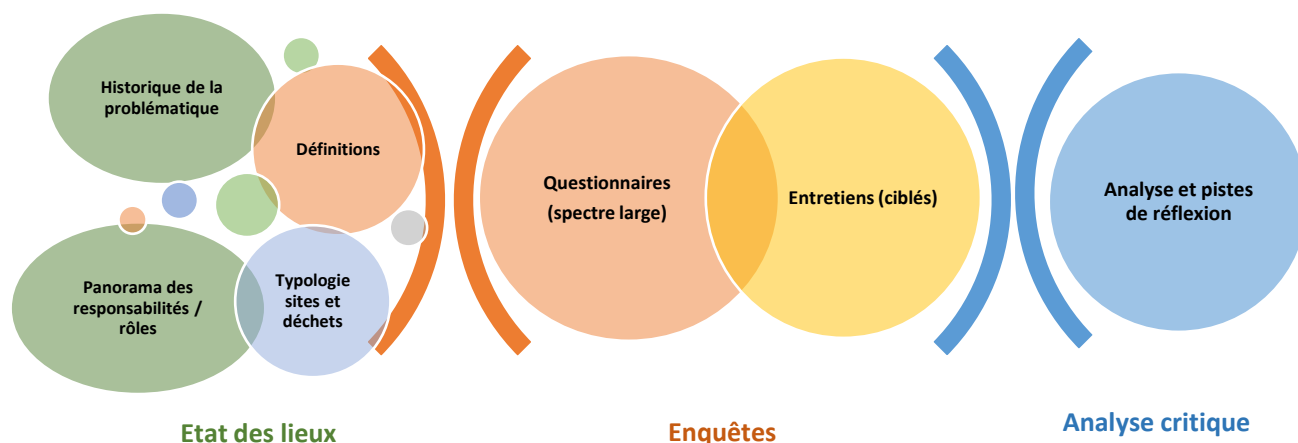 Historique de la
problématique
Définitions
Panorama des
responsabilités /
rôles
Typologie
sites et
déchets
Etat des lieux
Questionnaires
(spectre large)
Entretiens (ciblés)
Enquêtes
Analyse et pistes
de réflexion
Analyse critique